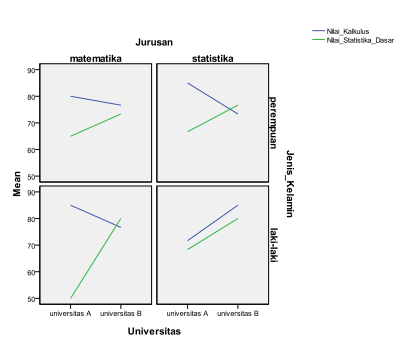 Nilai_Kalkulus
Nilai_Statistika_Dasar
Jurusan
matematika
statistika
90
80
70
60
50
perempuan
90
80
70
60
50
laki-laki
Mean
Jenis_Kelamin
universitas A
universitas B
universitas A
universitas B
Universitas